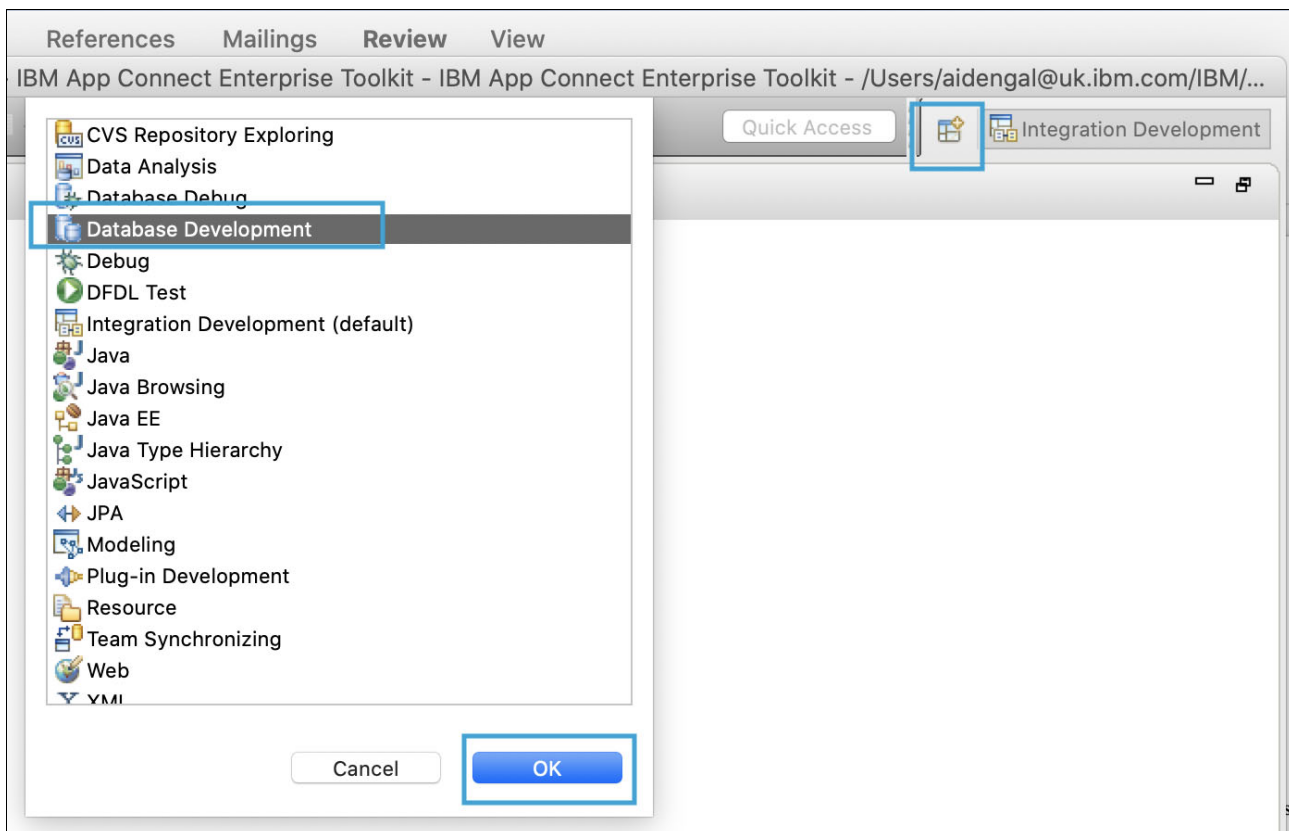 References Mailings Review View
IBM App Connect Enterprise Toolkit - IBM App Connect Enterprise Toolkit - /Users/aidengal@uk.ibm.com/IBM/...
Quick Access
Integration Development
CVS
CVS Repository Exploring
Data Analysis
Database Debug
Database Development
Debug
DFDL Test
Integration Development (default)
Java
Java Browsing
Java EE
Java Type Hierarchy
JavaScript
JPA
Modeling
Plug-in Development
Resource
Team Synchronizing
Web
XML
Cancel OK